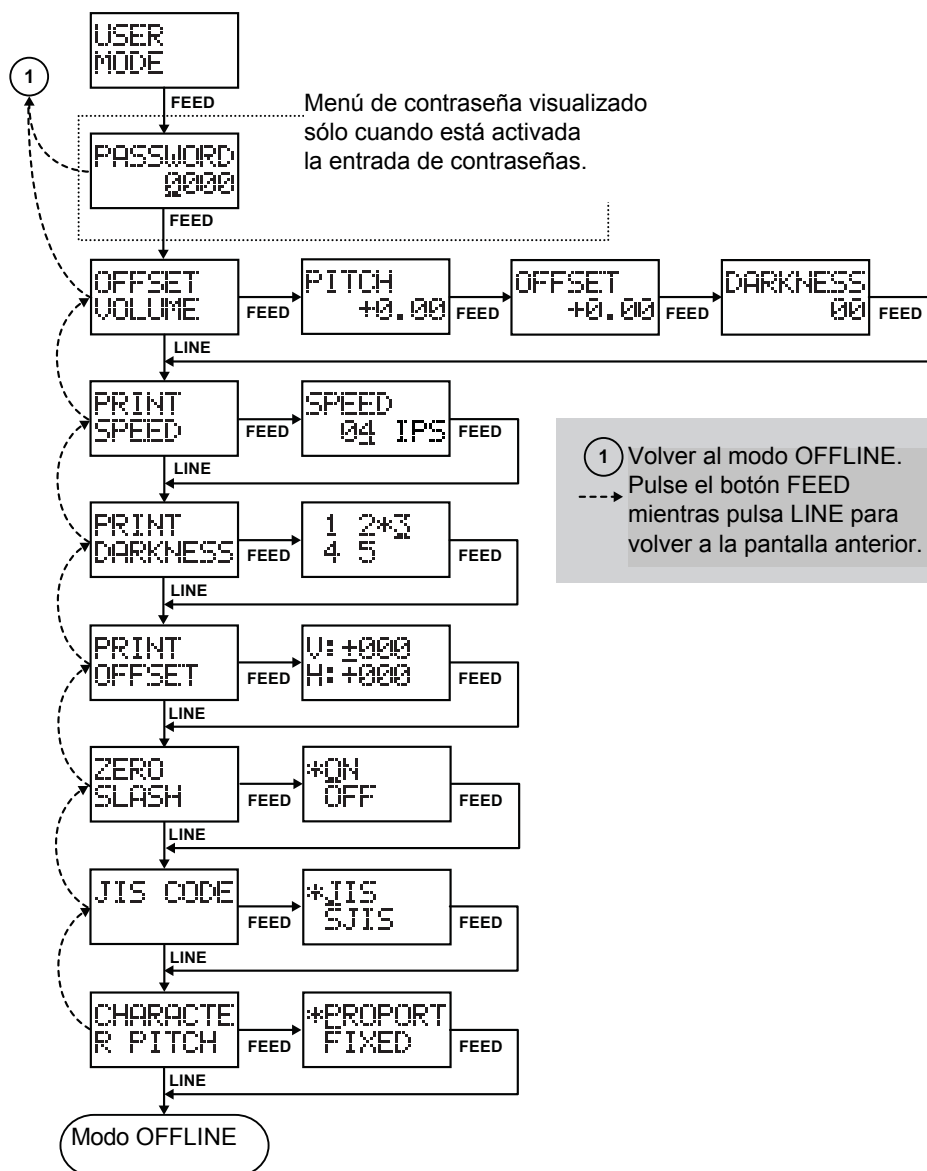 USER
MODE
1
FEED
Menú de contraseña visualizado
sólo cuando está activada
la entrada de contraseñas.
PASSWORD
0000
FEED
OFFSET
VOLUME
FEED
PITCH
+0.00
FEED
OFFSET
+0.00
FEED
DARKNESS
00
FEED
LINE
PRINT
SPEED
FEED
SPEED
04 IPS
FEED
LINE
1 Volver al modo OFFLINE.
Pulse el botón FEED
mientras pulsa LINE para
volver a la pantalla anterior.
PRINT
DARKNESS
FEED
1 2*3
4 5
FEED
LINE
PRINT
OFFSET
FEED
V:+000
H:+000
FEED
LINE
ZERO
SLASH
FEED
*ON
OFF
FEED
LINE
JIS CODE
FEED
*JIS
SJIS
FEED
LINE
CHARACTE
R PITCH
FEED
*PROPORT
FIXED
FEED
LINE
Modo OFFLINE